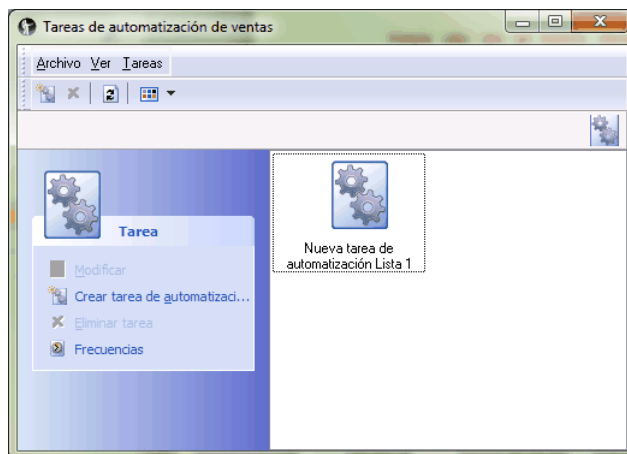 Tareas de automatización de ventas
Archivo Ver Tareas
Tarea
Modificar
Crear tarea de automatizaci...
Eliminar tarea
Frecuencias
Nueva tarea de
automatización Lista 1